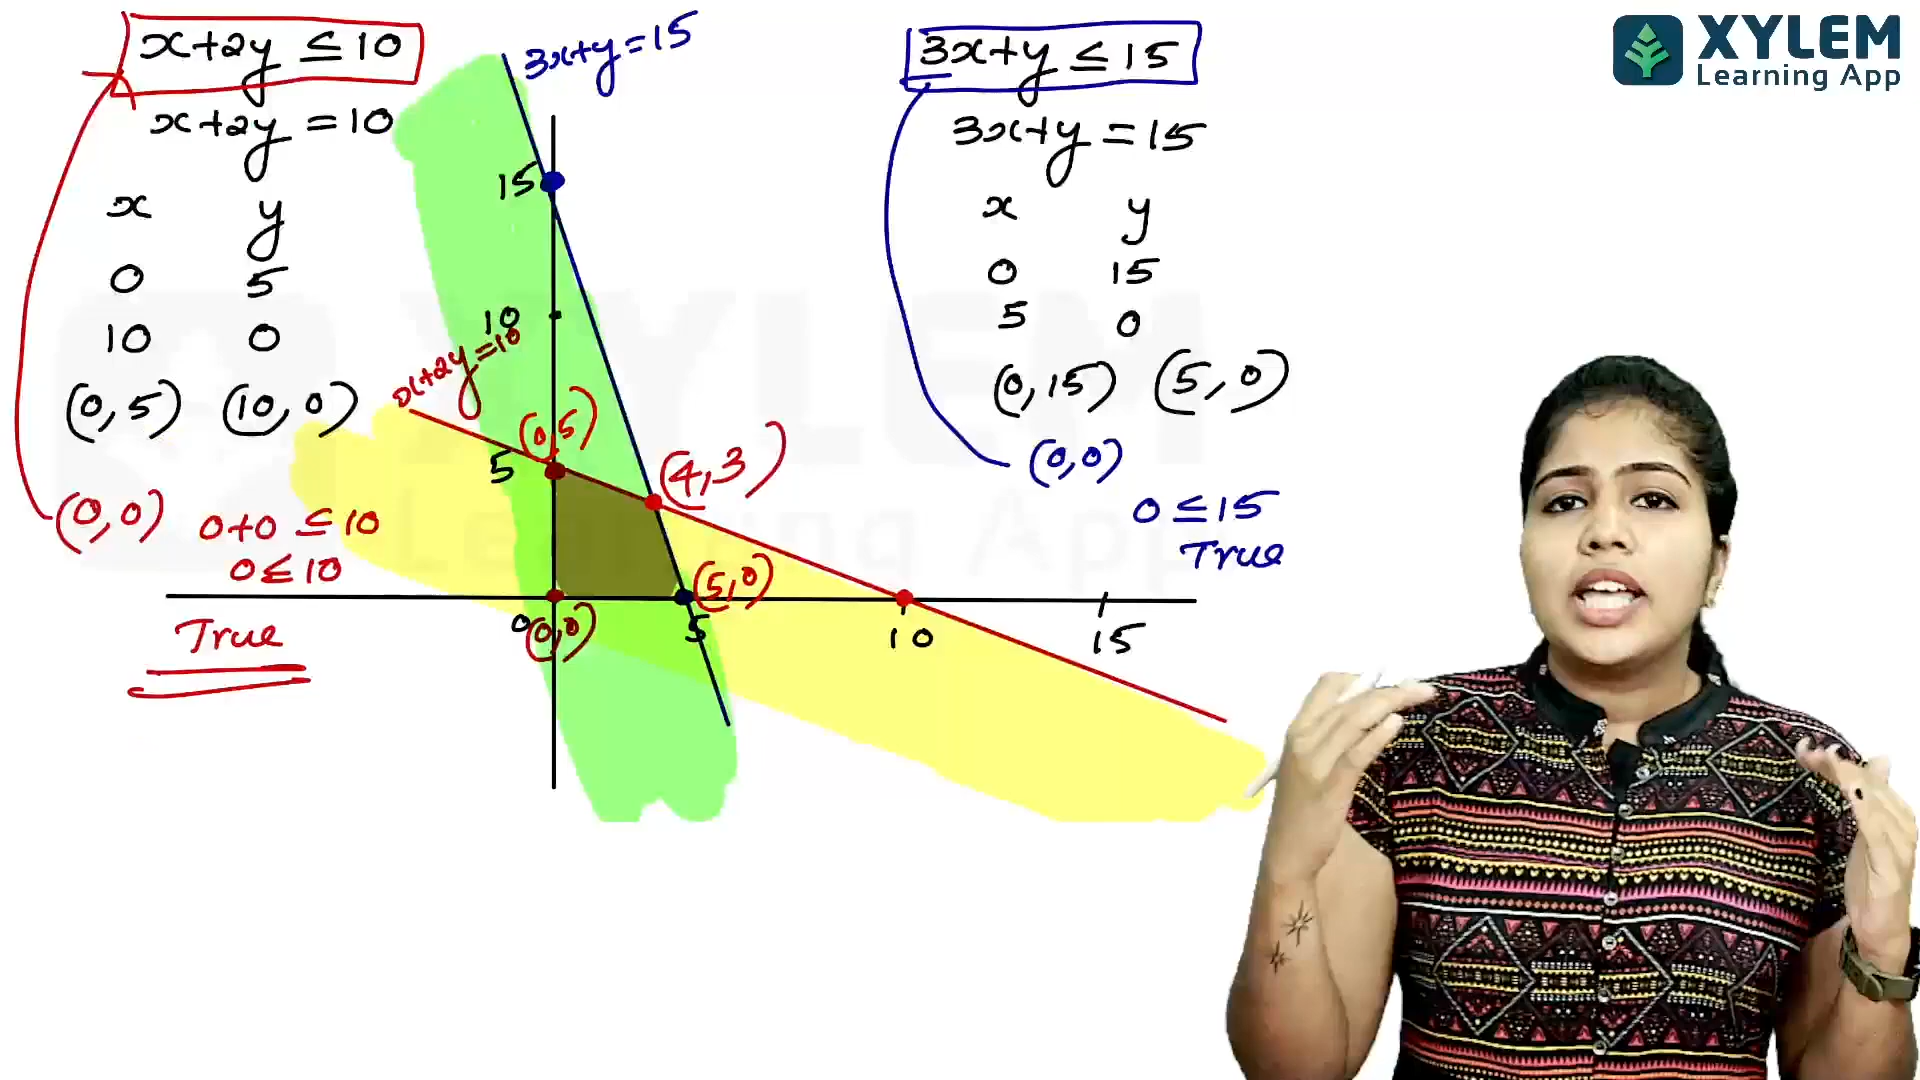 x+2y ≤ 10
x+2y = 10
x y
0 5
10 0
(0,5) (10,0)
(0,0) 0+0 ≤ 10
0 ≤ 10
True
3x+y=15
15
10
x+2y=10
(0,5)
5
(4,3)
(5,0)
0
(0,0)
5
10
15
3x+y ≤ 15
3x+y = 15
x y
0 15
5 0
(0,15) (5,0)
(0,0)
0 ≤ 15
True
XYLEM
Learning App
XYLEM
Learning App